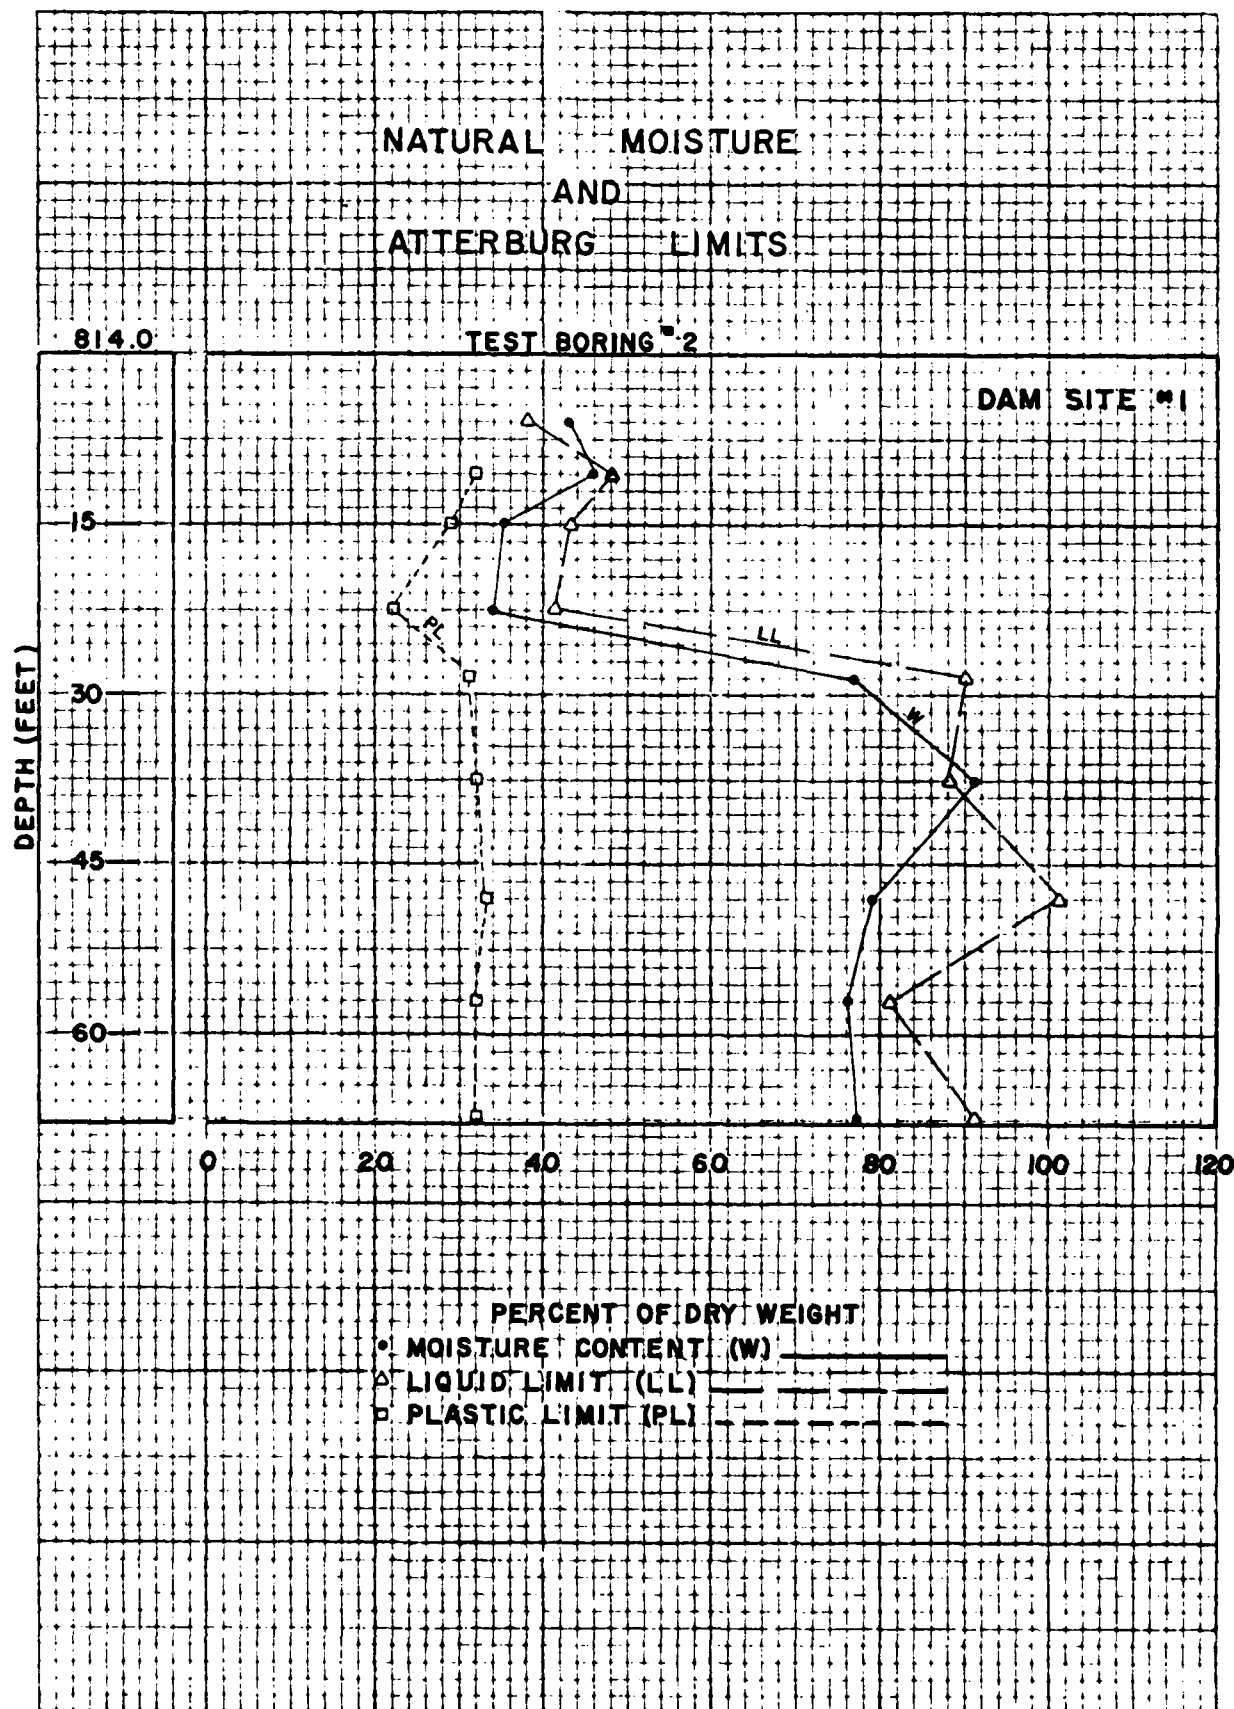 NATURAL MOISTURE
AND
ATTERBURG LIMITS
814.0
TEST BORING #2
DAM SITE #1
15
30
45
60
DEPTH (FEET)
PL
LL
W
0 20 40 60 80 100 120
PERCENT OF DRY WEIGHT
MOISTURE CONTENT (W)
LIQUID LIMIT (LL)
PLASTIC LIMIT (PL)